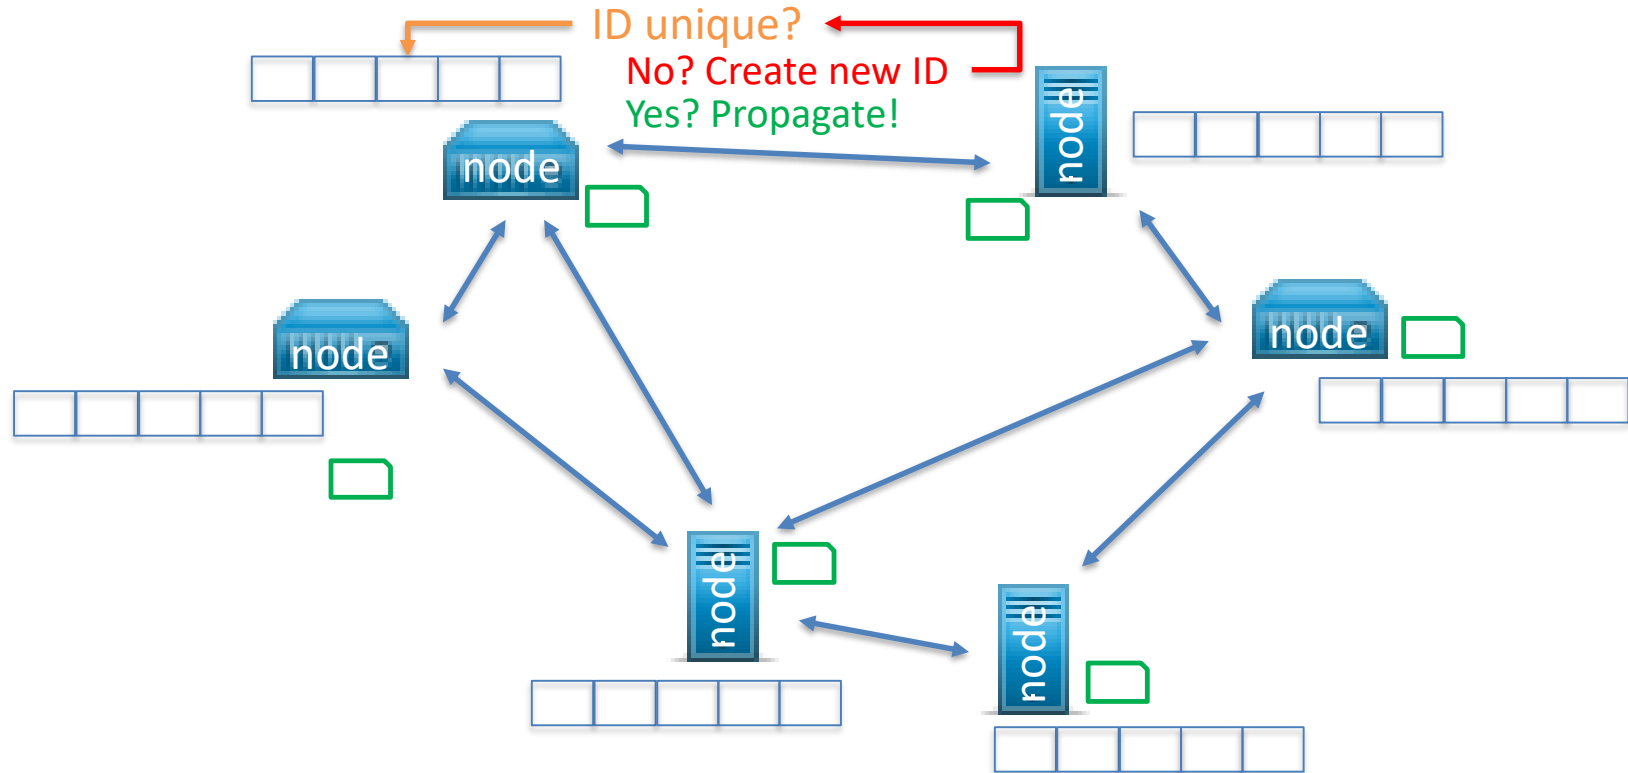 ID unique?
No? Create new ID
Yes? Propagate!
node
node
node
node
node
node